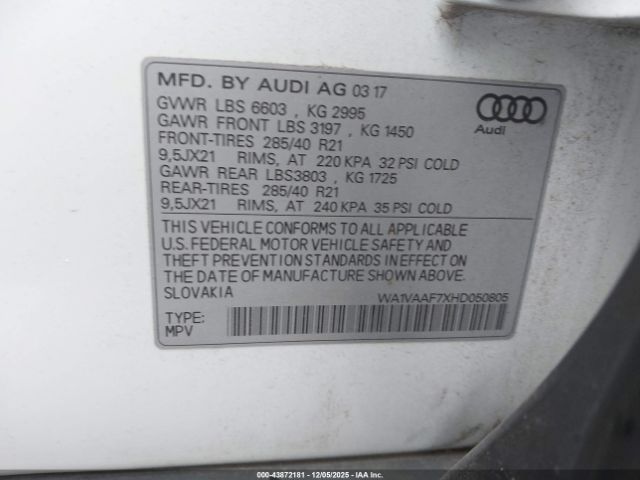 MFD. BY AUDI AG 03 17
GVWR LBS 6603 , KG 2995
GAWR FRONT LBS 3197 , KG 1450
FRONT-TIRES 285/40 R21
9,5JX21 RIMS, AT 220 KPA 32 PSI COLD
GAWR REAR LBS3803 , KG 1725
REAR-TIRES 285/40 R21
9,5JX21 RIMS, AT 240 KPA 35 PSI COLD
Audi
THIS VEHICLE CONFORMS TO ALL APPLICABLE
U.S. FEDERAL MOTOR VEHICLE SAFETY AND
THEFT PREVENTION STANDARDS IN EFFECT ON
THE DATE OF MANUFACTURE SHOWN ABOVE.
SLOVAKIA
WA1VAAF7XHD050805
TYPE:
MPV
000-43872181 - 12/05/2025 - IAAI.com